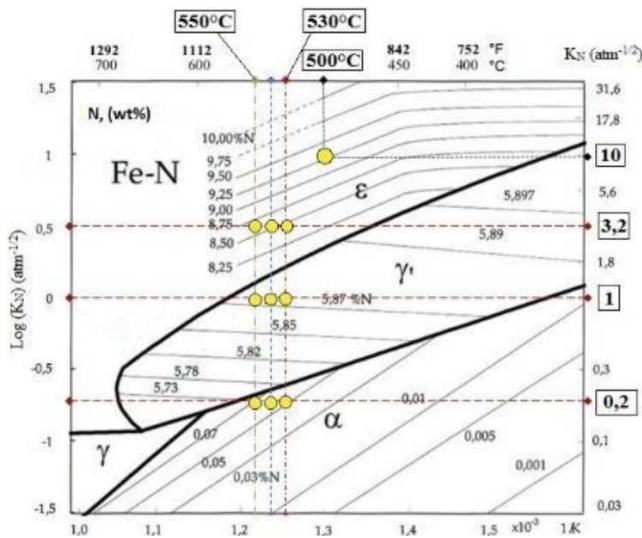 550°C 530°C
1292 1112 842 752 °F K_N (atm⁻¹/²)
700 600 500°C 450 400 °C
1,5 31,6
N, (wt%)
17,8
10,00%N
1 9,75 10
Fe-N 9,50
9,25 ε 5,897 5,6
9,00
0,5 8,75 3,2
8,50 5,89
8,25 1,8
γ'
0 5,87 %N 1
Log (K_N) (atm⁻¹/²)
5,85
5,82
-0,5 0,3
5,78
5,73
0,01 0,2
α
-1 γ 0,07 0,005 0,1
0,05
0,03%N 0,001
-1,5 0,03
1,0 1,1 1,2 1,3 1,4 1,5 x10⁻³ 1/K